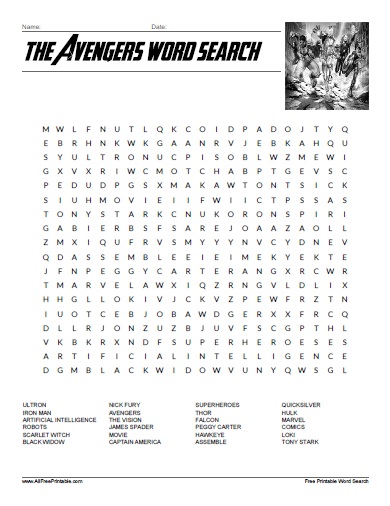 Name: Date:
THE AVENGERS WORD SEARCH
M W L F N U T L Q K C O I D P A D O J T Y Q
E B R H N K W K G A A N R V J E B K A H Q U
S Y U L T R O N U C P I S O B L W Z M E W I
G X V X R I W C M O T C H A B P T G E V S C
P E D U D P G S X M A K A W T O N T S I C K
S I U H M O V I E I I F W I I C T P S S A S
T O N Y S T A R K C N U K O R O N S P I R I
G A B I E R B S F S A R E J O A A Z A O L L
Z M X I Q U F R V S M Y Y Y N V C Y D N E V
Q D A S S E M B L E E I E I M E K Y E K T E
J F N P E G G Y C A R T E R A N G X R C W R
T M A R V E L A W X I Q Z R N G V L D L I X
H H G L L O K I V J C K V Z P E W F R Z T N
I U O T C E B J O B A W D G E R X X F R C Q
D L L R J O N Z U Z B J U V F S C G P T H L
V K B K R X N D F S U P E R H E R O E S E S
A R T I F I C I A L I N T E L L I G E N C E
D G M B L A C K W I D O W V U N Y Q W S G L
ULTRON NICK FURY SUPERHEROES QUICKSILVER
IRON MAN AVENGERS THOR HULK
ARTIFICIAL INTELLIGENCE THE VISION FALCON MARVEL
ROBOTS JAMES SPADER PEGGY CARTER COMICS
SCARLET WITCH MOVIE HAWKEYE LOKI
BLACK WIDOW CAPTAIN AMERICA ASSEMBLE TONY STARK
www.AllFreePrintable.com Free Printable Word Search